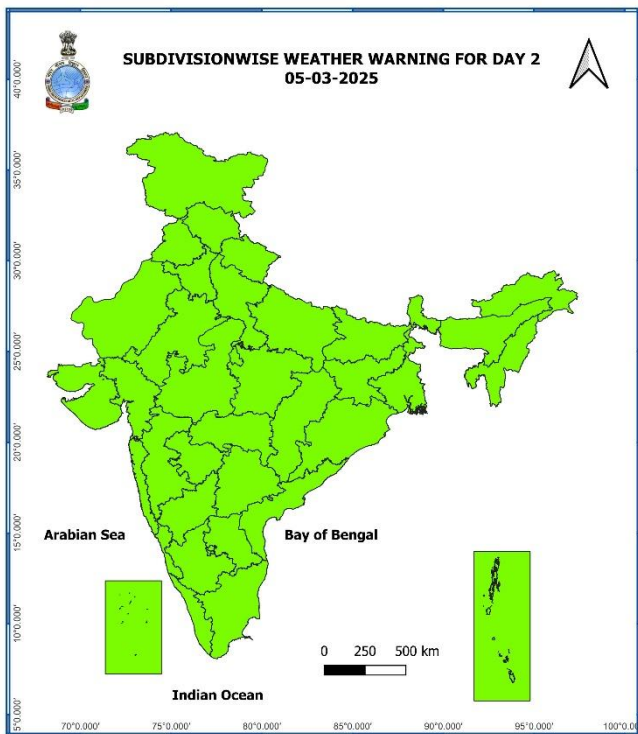 SUBDIVISIONWISE WEATHER WARNING FOR DAY 2
05-03-2025
40°0.000'
35°0.000'
30°0.000'
25°0.000'
20°0.000'
15°0.000'
10°0.000'
5°0.000'
Arabian Sea
Bay of Bengal
0 250 500 km
Indian Ocean
70°0.000' 75°0.000' 80°0.000' 85°0.000' 90°0.000' 95°0.000'